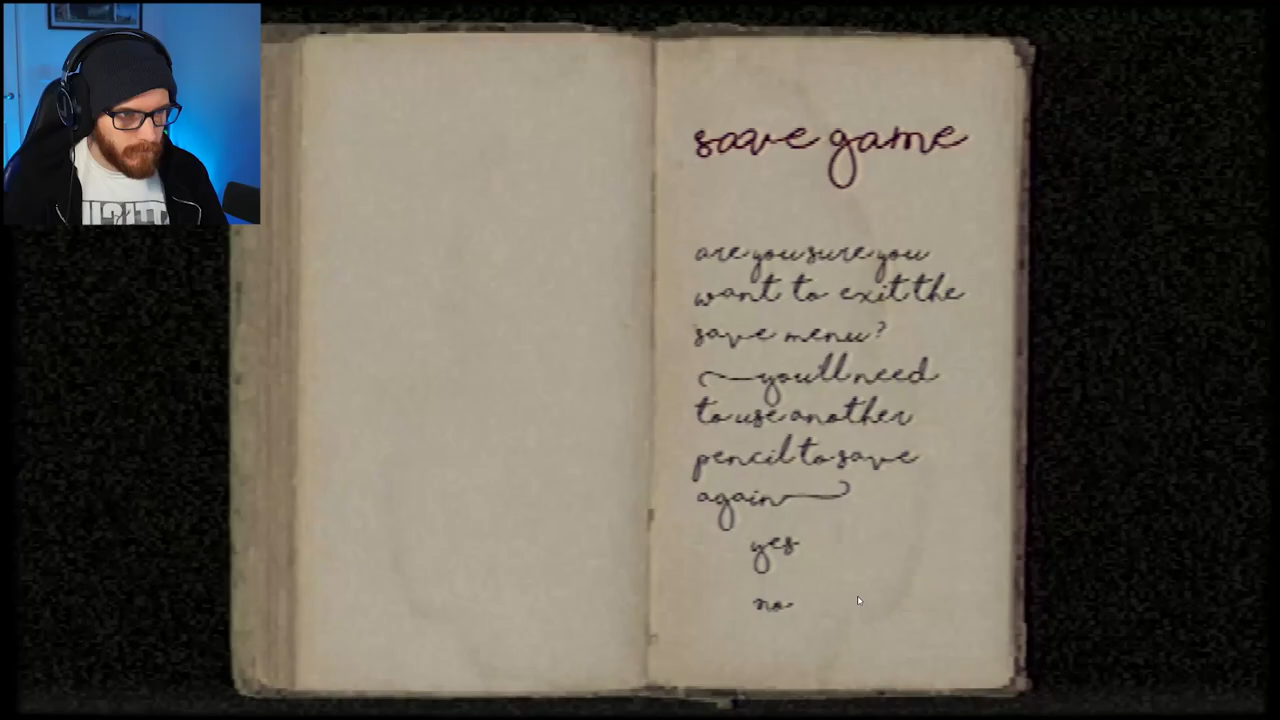 save game
are you sure you
want to exit the
save menu?
you'll need
to use another
pencil to save
again
yes
no